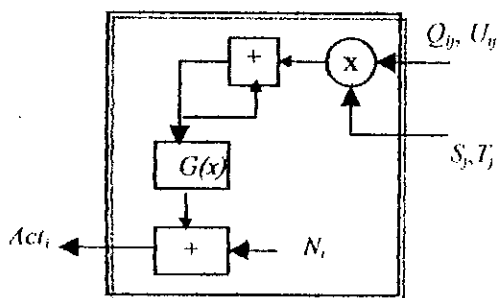 Q_ij, U_ij
+
x
S_j, T_j
G(x)
Act_i
+
N_i